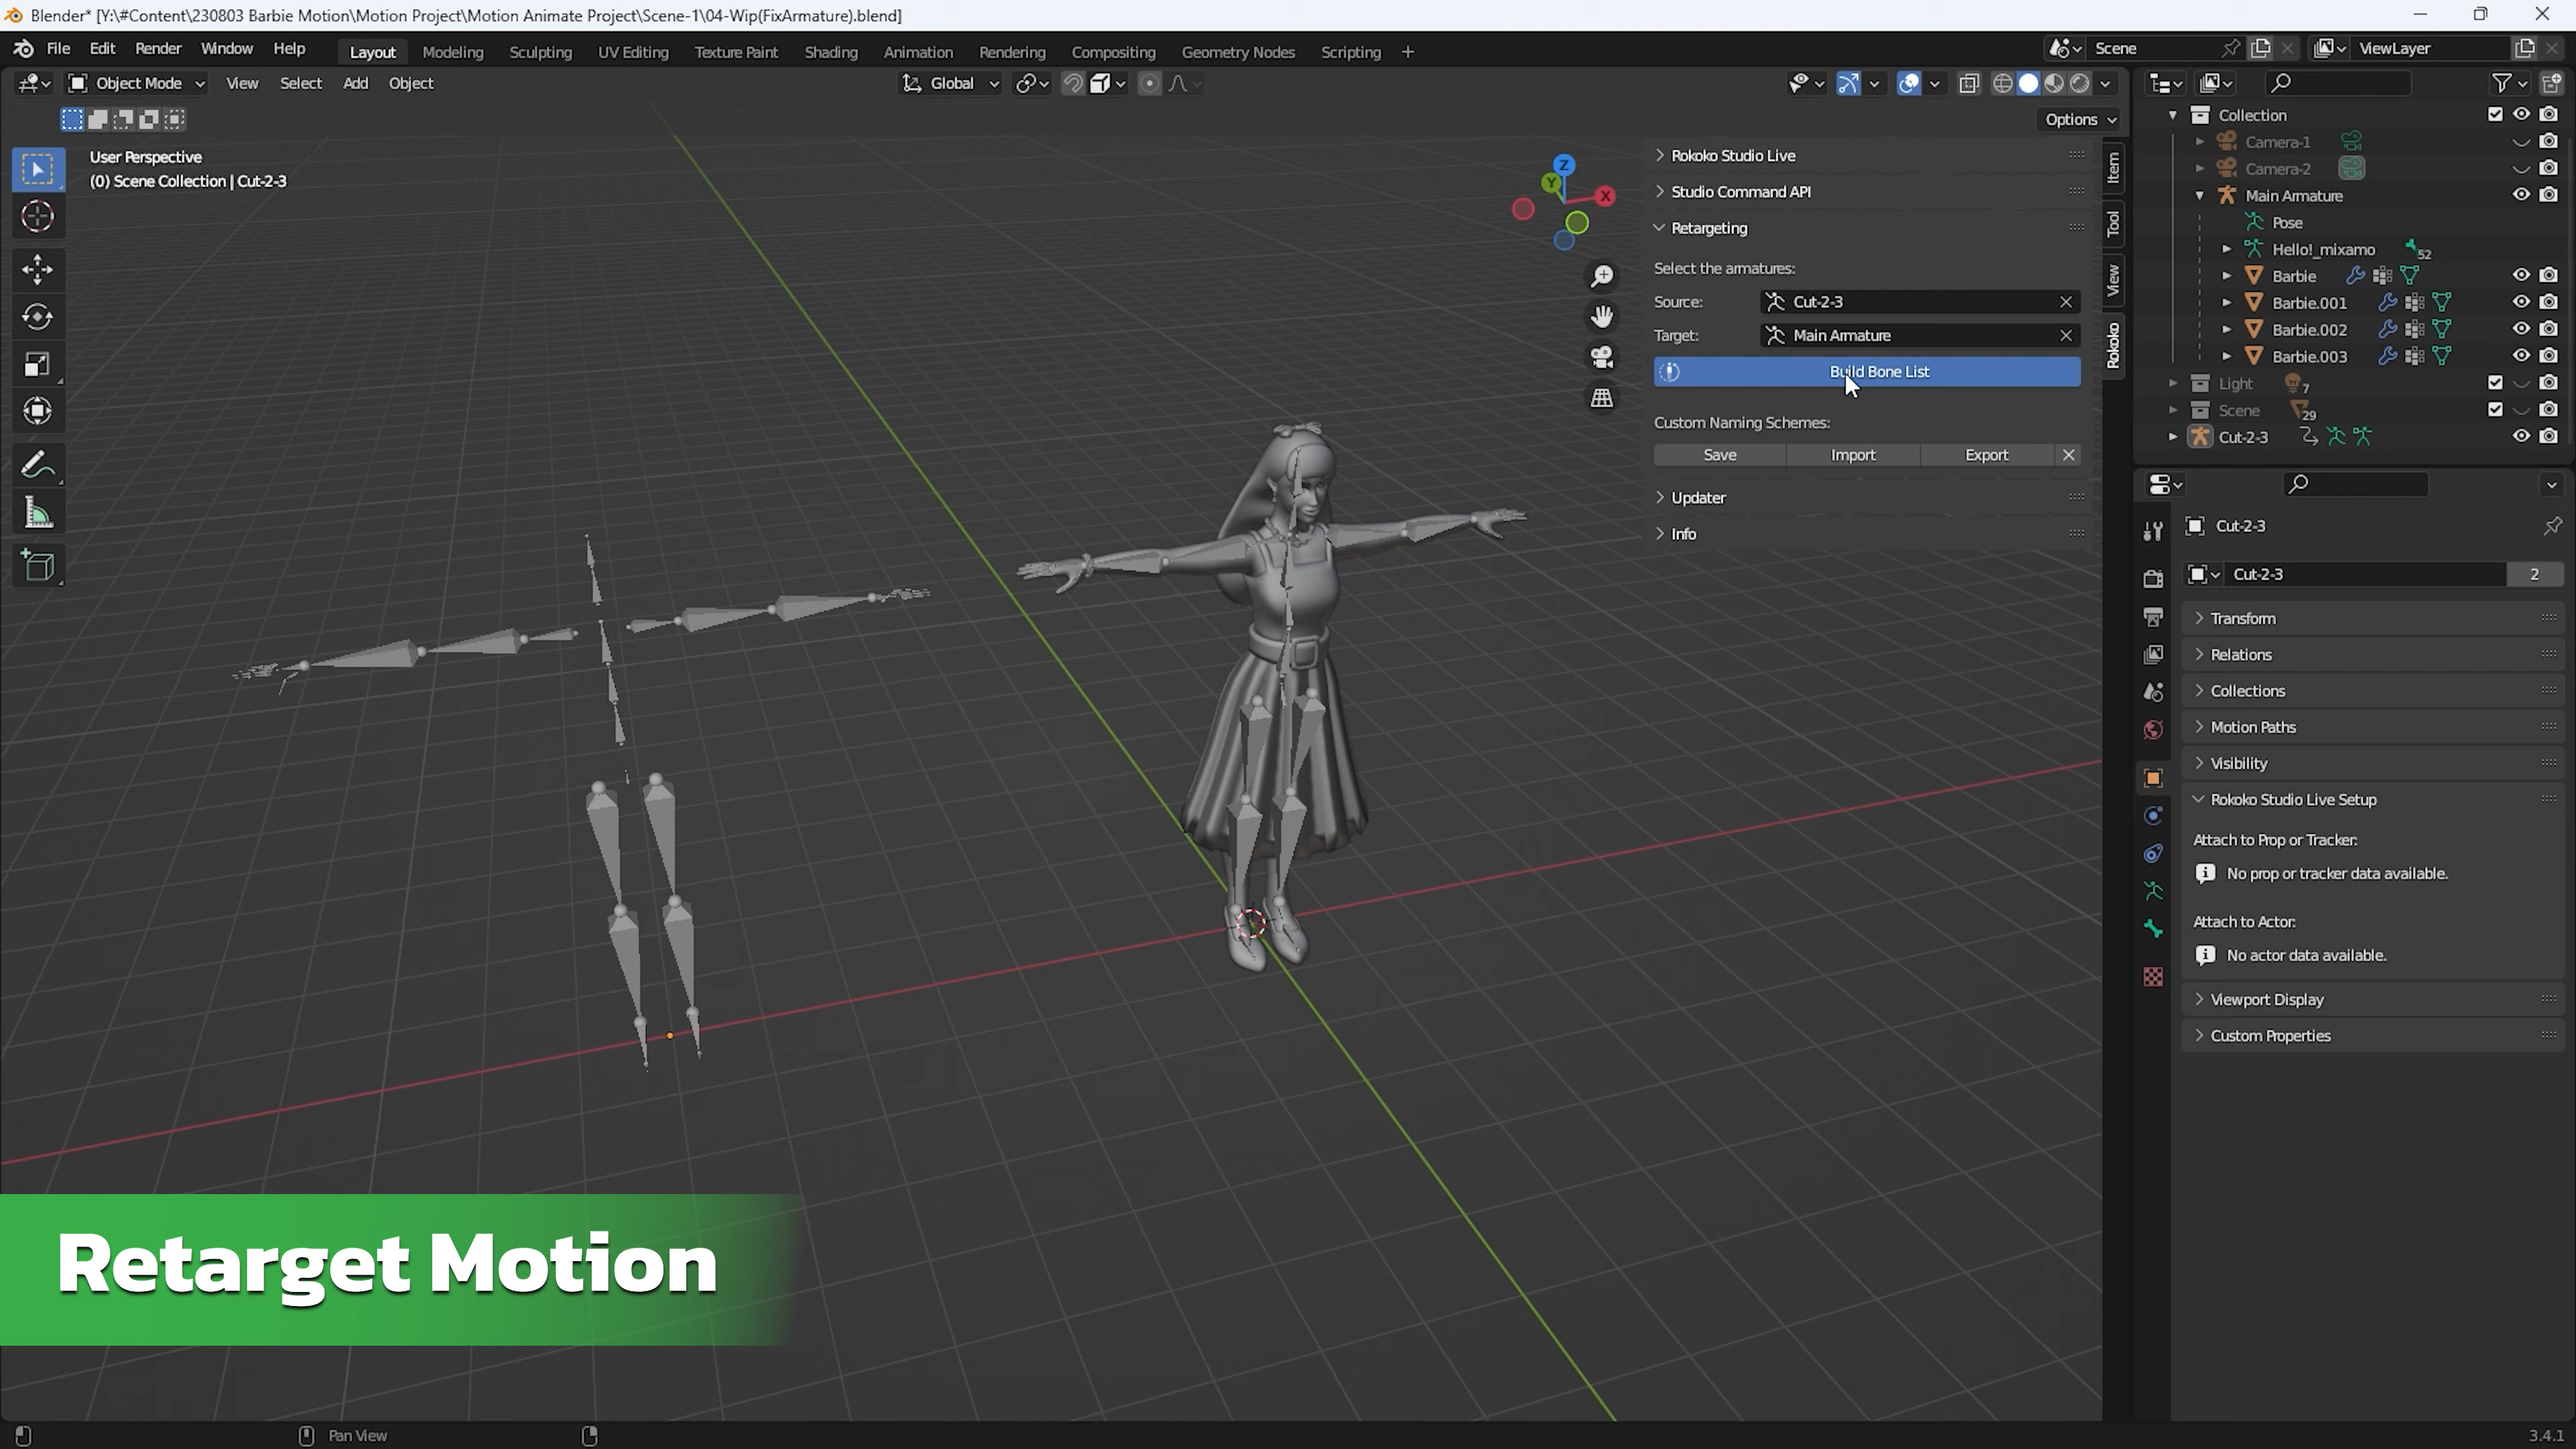 Blender* [Y:\#Content\230803 Barbie Motion\Motion Project\Motion Animate Project\Scene-1\04-Wip(FixArmature).blend]
File Edit Render Window Help Layout Modeling Sculpting UV Editing Texture Paint Shading Animation Rendering Compositing Geometry Nodes Scripting + Scene ViewLayer
Object Mode View Select Add Object Global
Options
User Perspective
(0) Scene Collection | Cut-2-3
Z
Y
X
Rokoko Studio Live
Studio Command API
Retargeting
Select the armatures:
Source: Cut-2-3
Target: Main Armature
Build Bone List
Custom Naming Schemes:
Save Import Export
Updater
Info
Item
Tool
View
Rokoko
Collection
Camera-1
Camera-2
Main Armature
Pose
Hello!_mixamo 52
Barbie
Barbie.001
Barbie.002
Barbie.003
Light 7
Scene 29
Cut-2-3
Cut-2-3
Cut-2-3 2
Transform
Relations
Collections
Motion Paths
Visibility
Rokoko Studio Live Setup
Attach to Prop or Tracker:
No prop or tracker data available.
Attach to Actor:
No actor data available.
Viewport Display
Custom Properties
Retarget Motion
Pan View
3.4.1